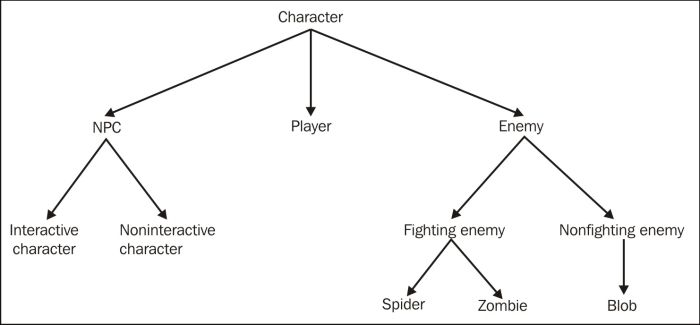 Character
NPC
Player
Enemy
Interactive
character
Noninteractive
character
Fighting enemy
Nonfighting enemy
Spider
Zombie
Blob